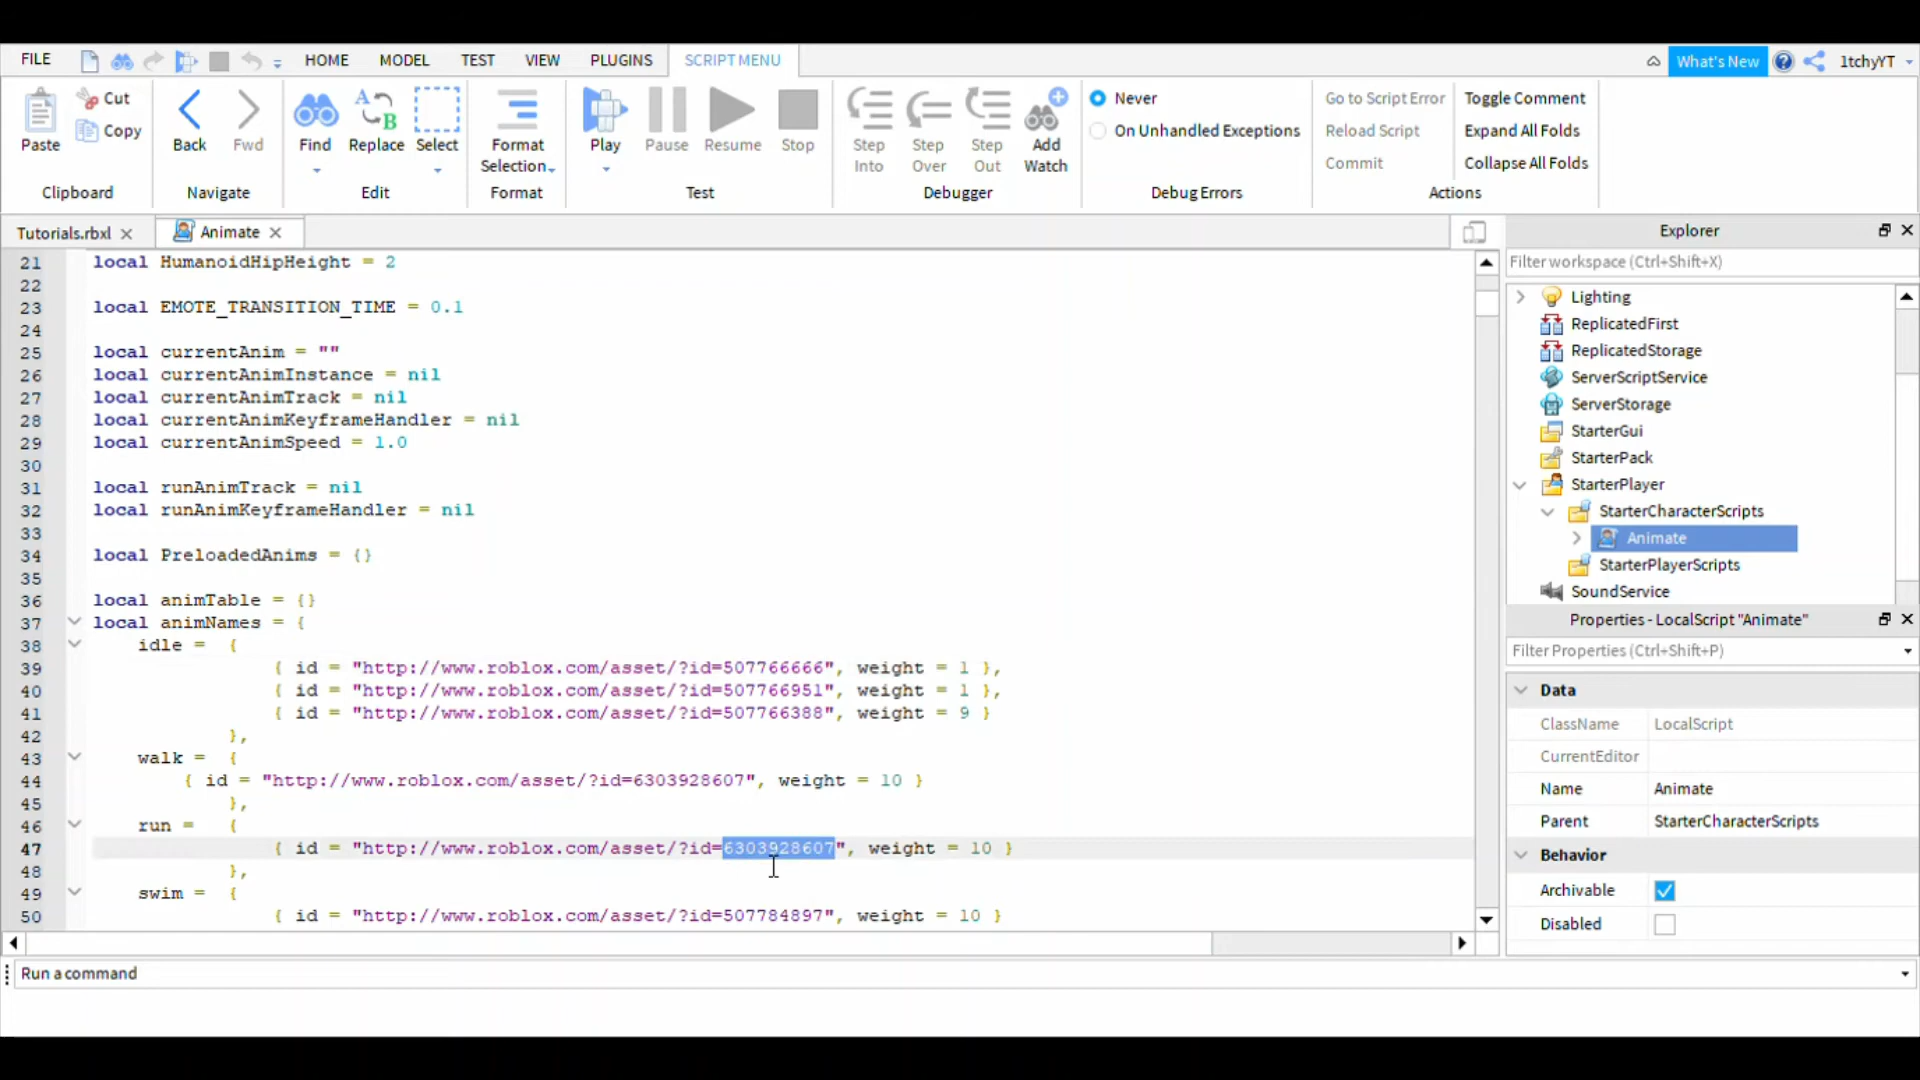 FILE HOME MODEL TEST VIEW PLUGINS SCRIPT MENU What's New 1tchyYT
Paste Cut Copy Clipboard
Back Fwd Navigate
Find Replace Select Edit
Format Selection Format
Play Pause Resume Stop Test
Step Into Step Over Step Out Add Watch Debugger
Never
On Unhandled Exceptions
Debug Errors
Go to Script Error Toggle Comment
Reload Script Expand All Folds
Commit Collapse All Folds
Actions
Tutorials.rbxl Animate
21 local HumanoidHipHeight = 2
22
23 local EMOTE_TRANSITION_TIME = 0.1
24
25 local currentAnim = ""
26 local currentAnimInstance = nil
27 local currentAnimTrack = nil
28 local currentAnimKeyframeHandler = nil
29 local currentAnimSpeed = 1.0
30
31 local runAnimTrack = nil
32 local runAnimKeyframeHandler = nil
33
34 local PreloadedAnims = {}
35
36 local animTable = {}
37 local animNames = {
38 idle = {
39 { id = "http://www.roblox.com/asset/?id=507766666", weight = 1 },
40 { id = "http://www.roblox.com/asset/?id=507766951", weight = 1 },
41 { id = "http://www.roblox.com/asset/?id=507766388", weight = 9 }
42 },
43 walk = {
44 { id = "http://www.roblox.com/asset/?id=6303928607", weight = 10 }
45 },
46 run = {
47 { id = "http://www.roblox.com/asset/?id=6303928607", weight = 10 }
48 },
49 swim = {
50 { id = "http://www.roblox.com/asset/?id=507784897", weight = 10 }
Run a command
Explorer
Filter workspace (Ctrl+Shift+X)
Lighting
ReplicatedFirst
ReplicatedStorage
ServerScriptService
ServerStorage
StarterGui
StarterPack
StarterPlayer
StarterCharacterScripts
Animate
StarterPlayerScripts
SoundService
Properties - LocalScript "Animate"
Filter Properties (Ctrl+Shift+P)
Data
ClassName LocalScript
CurrentEditor
Name Animate
Parent StarterCharacterScripts
Behavior
Archivable
Disabled